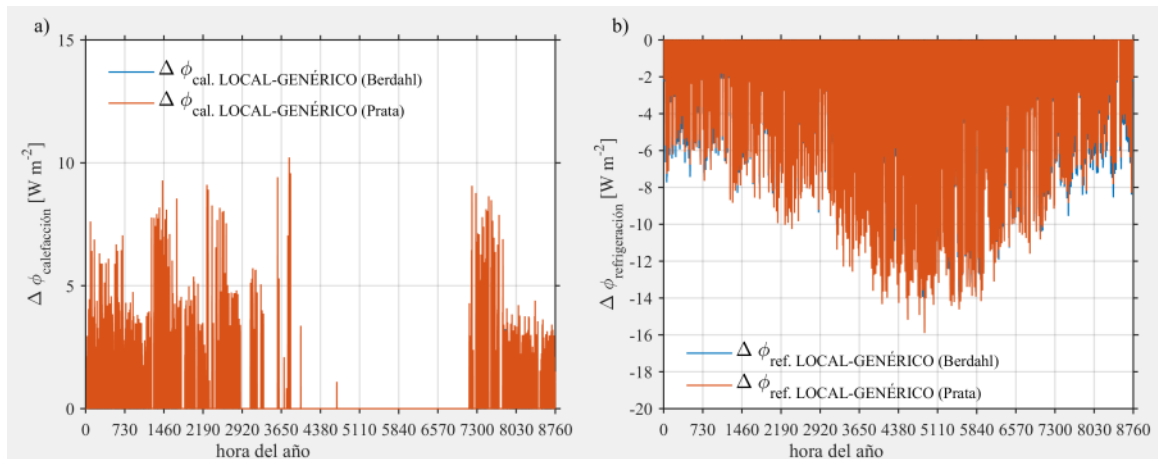 a)
15
10
5
0
Δ ϕcalefacción [W m-2]
Δ ϕcal. LOCAL-GENÉRICO (Berdahl)
Δ ϕcal. LOCAL-GENÉRICO (Prata)
0 730 1460 2190 2920 3650 4380 5110 5840 6570 7300 8030 8760
hora del año
b)
0
-2
-4
-6
-8
-10
-12
-14
-16
-18
-20
Δ ϕrefrigeración [W m-2]
Δ ϕref. LOCAL-GENÉRICO (Berdahl)
Δ ϕref. LOCAL-GENÉRICO (Prata)
0 730 1460 2190 2920 3650 4380 5110 5840 6570 7300 8030 8760
hora del año